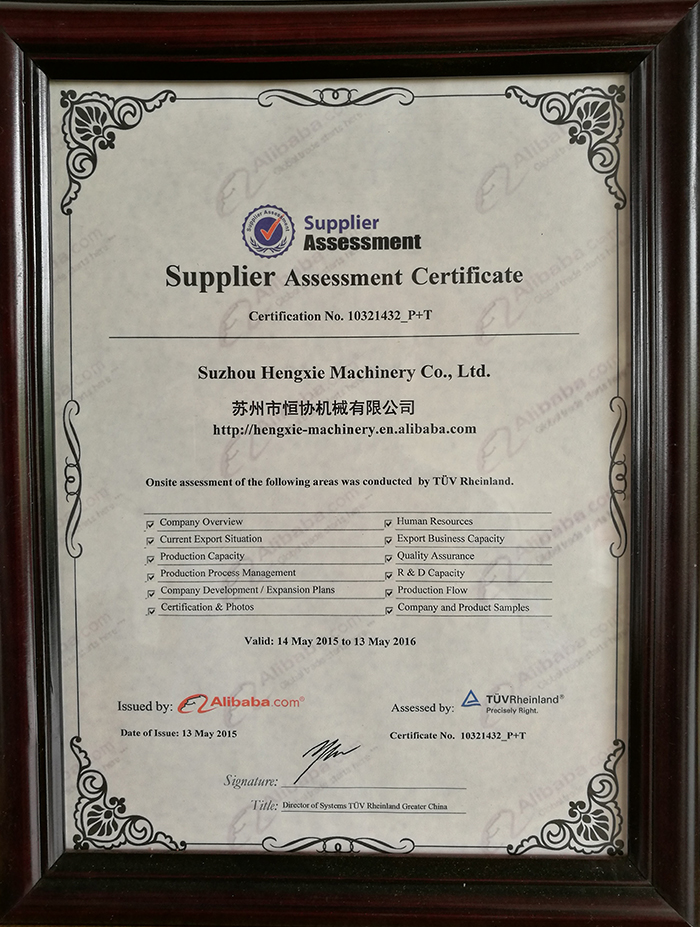 Supplier Assessment
Supplier
Assessment
Supplier Assessment Certificate
Certification No. 10321432_P+T
Suzhou Hengxie Machinery Co., Ltd.
苏州市恒协机械有限公司
http://hengxie-machinery.en.alibaba.com
Onsite assessment of the following areas was conducted by TÜV Rheinland.
Company Overview
Human Resources
Current Export Situation
Export Business Capacity
Production Capacity
Quality Assurance
Production Process Management
R & D Capacity
Company Development / Expansion Plans
Production Flow
Certification & Photos
Company and Product Samples
Valid: 14 May 2015 to 13 May 2016
Issued by: Alibaba.com®
Assessed by: TÜVRheinland®
Precisely Right.
Date of Issue: 13 May 2015
Certificate No. 10321432_P+T
Signature:
Title: Director of Systems TÜV Rheinland Greater China